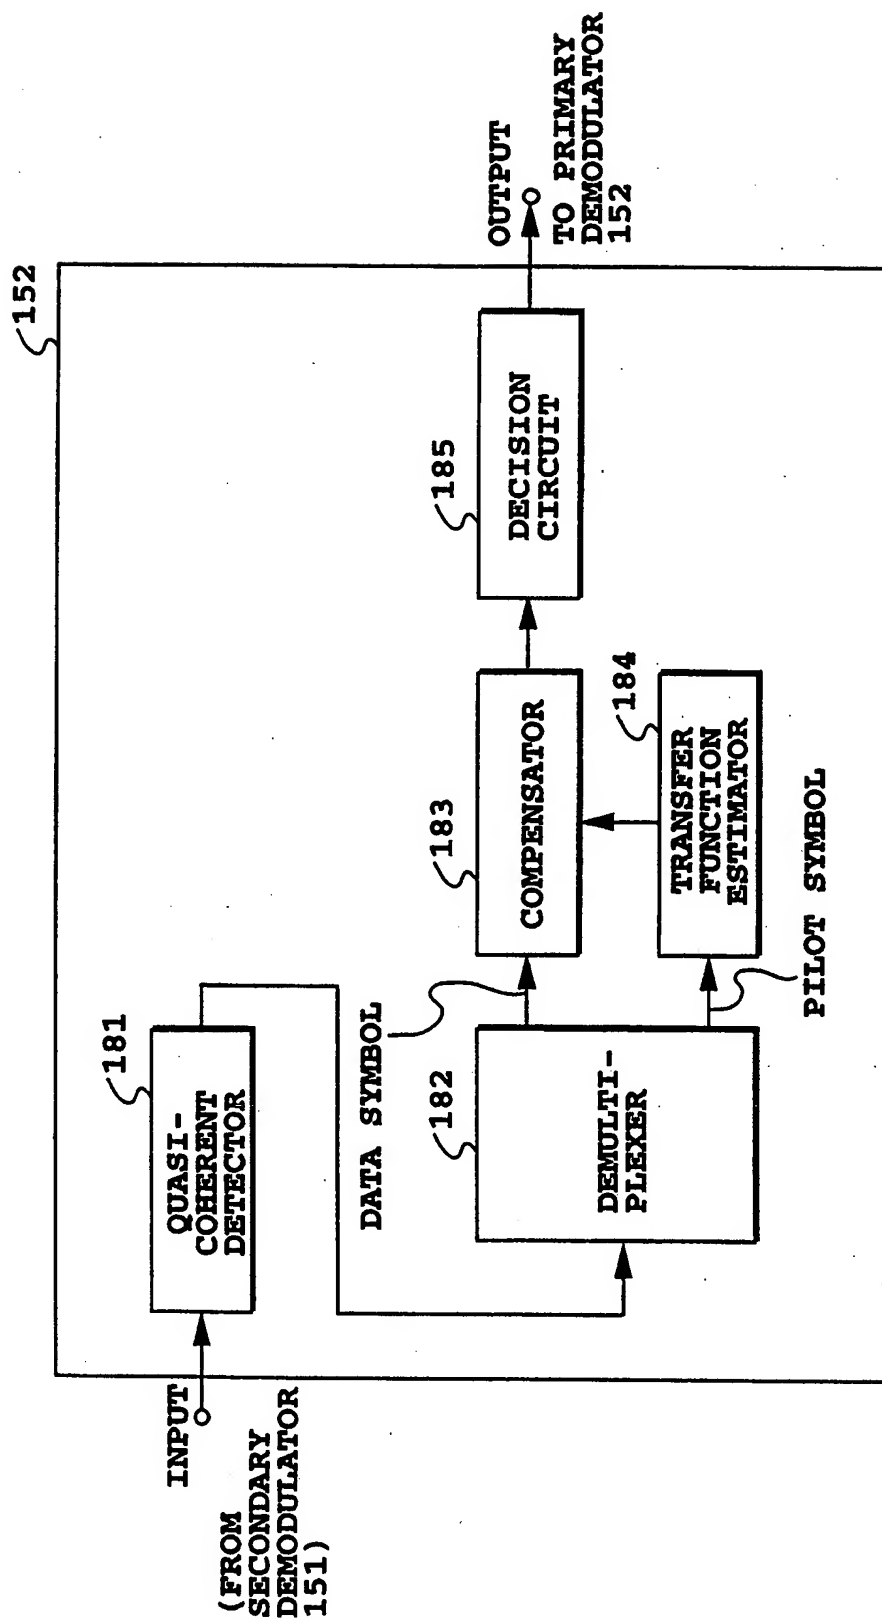 152
INPUT
(FROM
SECONDARY
DEMODULATOR
151)
181
QUASI-
COHERENT
DETECTOR
DATA SYMBOL
182
DEMULTI-
PLEXER
183
COMPENSATOR
184
TRANSFER
FUNCTION
ESTIMATOR
PILOT SYMBOL
185
DECISION
CIRCUIT
OUTPUT
TO PRIMARY
DEMODULATOR
152